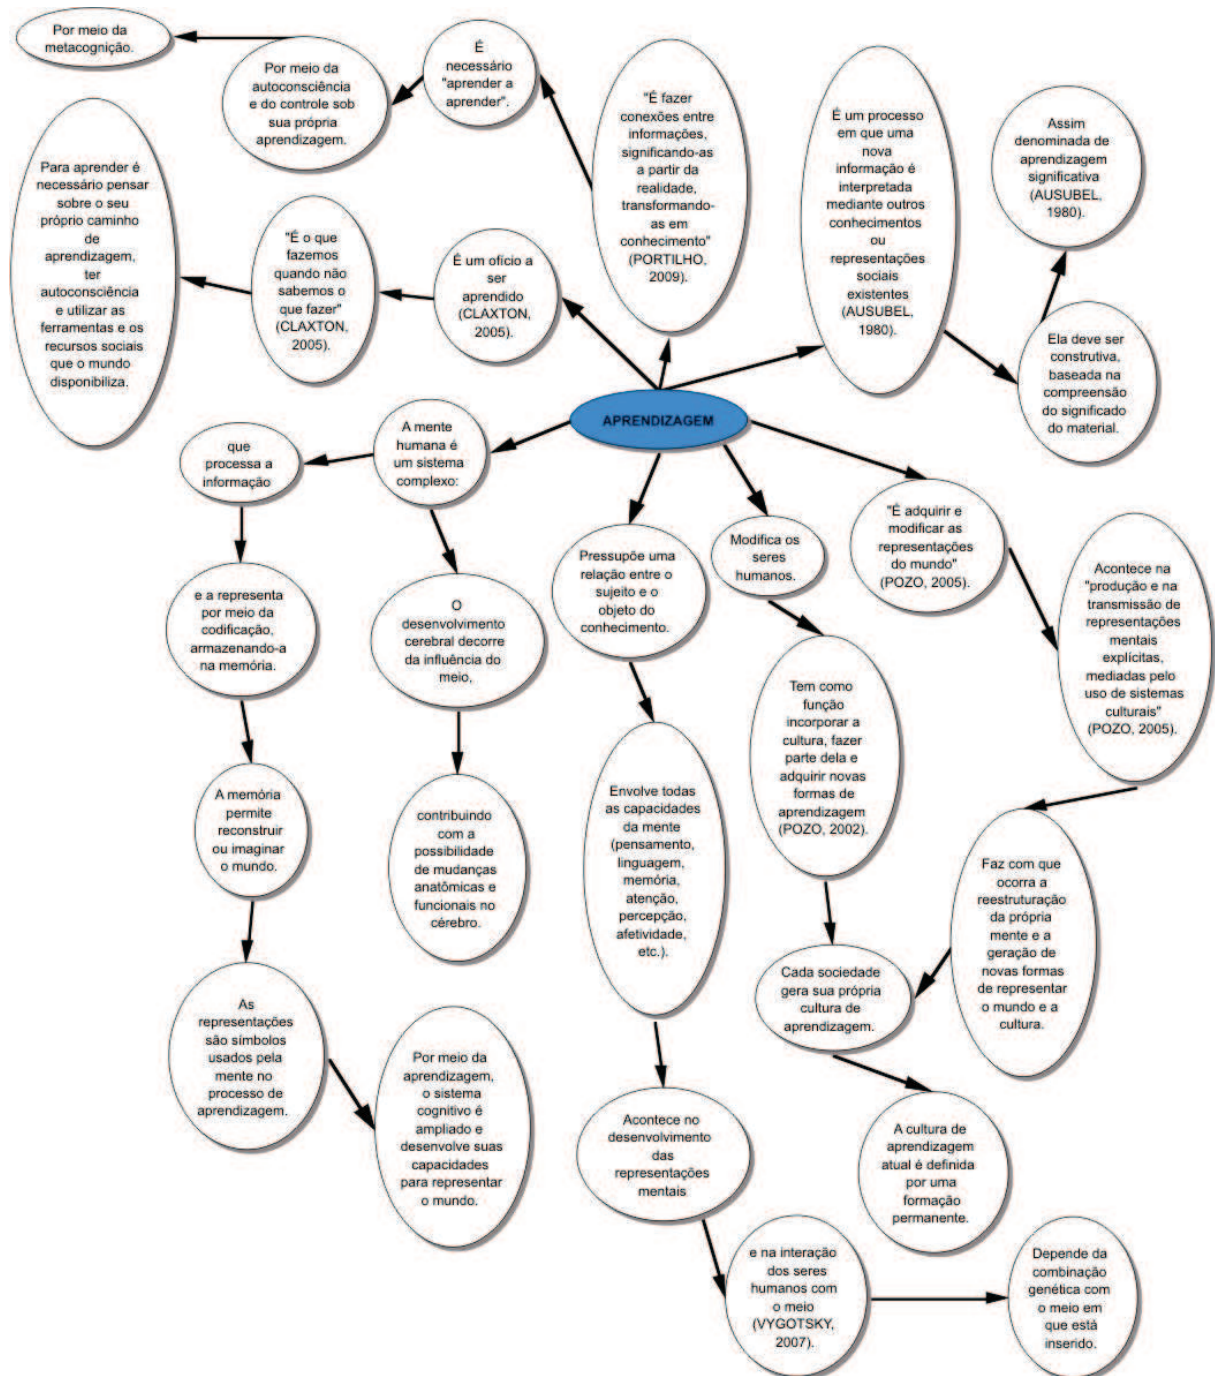 Por meio da
metacognição.
Por meio da
autoconsciência
e do controle sob
sua própria
aprendizagem.
É
necessário
"aprender a
aprender".
"É fazer
conexões entre
informações,
significando-as
a partir da
realidade,
transformando-
as em
conhecimento"
(PORTILHO,
2009).
É um processo
em que uma
nova
informação é
interpretada
mediante outros
conhecimentos
ou
representações
sociais
existentes
(AUSUBEL,
1980).
Assim
denominada de
aprendizagem
significativa
(AUSUBEL,
1980).
Ela deve ser
construtiva,
baseada na
compreensão
do significado
do material.
Para aprender é
necessário pensar
sobre o seu
próprio caminho
de
aprendizagem,
ter
autoconsciência
e utilizar as
ferramentas e os
recursos sociais
que o mundo
disponibiliza.
"É o que
fazemos
quando não
sabemos o
que fazer"
(CLAXTON,
2005).
É um ofício a
ser
aprendido
(CLAXTON,
2005).
APRENDIZAGEM
A mente
humana é
um sistema
complexo:
que
processa a
informação
e a representa
por meio da
codificação,
armazenando-a
na memória.
A memória
permite
reconstruir
ou imaginar
o mundo.
As
representações
são símbolos
usados pela
mente no
processo de
aprendizagem.
Por meio da
aprendizagem,
o sistema
cognitivo é
ampliado e
desenvolve suas
capacidades
para representar
o mundo.
O
desenvolvimento
cerebral decorre
da influência do
meio,
contribuindo
com a
possibilidade
de mudanças
anatômicas e
funcionais no
cérebro.
Pressupõe uma
relação entre o
sujeito e o
objeto do
conhecimento.
Envolve todas
as capacidades
da mente
(pensamento,
linguagem,
memória,
atenção,
percepção,
afetividade,
etc.).
Acontece no
desenvolvimento
das
representações
mentais
e na interação
dos seres
humanos com
o meio
(VYGOTSKY,
2007).
Depende da
combinação
genética com
o meio em
que está
inserido.
Modifica os
seres
humanos.
Tem como
função
incorporar a
cultura, fazer
parte dela e
adquirir novas
formas de
aprendizagem
(POZO, 2002).
Cada sociedade
gera sua própria
cultura de
aprendizagem.
A cultura de
aprendizagem
atual é definida
por uma
formação
permanente.
"É adquirir e
modificar as
representações
do mundo"
(POZO, 2005).
Acontece na
"produção e na
transmissão de
representações
mentais
explícitas,
mediadas pelo
uso de sistemas
culturais"
(POZO, 2005).
Faz com que
ocorra a
reestruturação
da própria
mente e a
geração de
novas formas
de representar
o mundo e a
cultura.